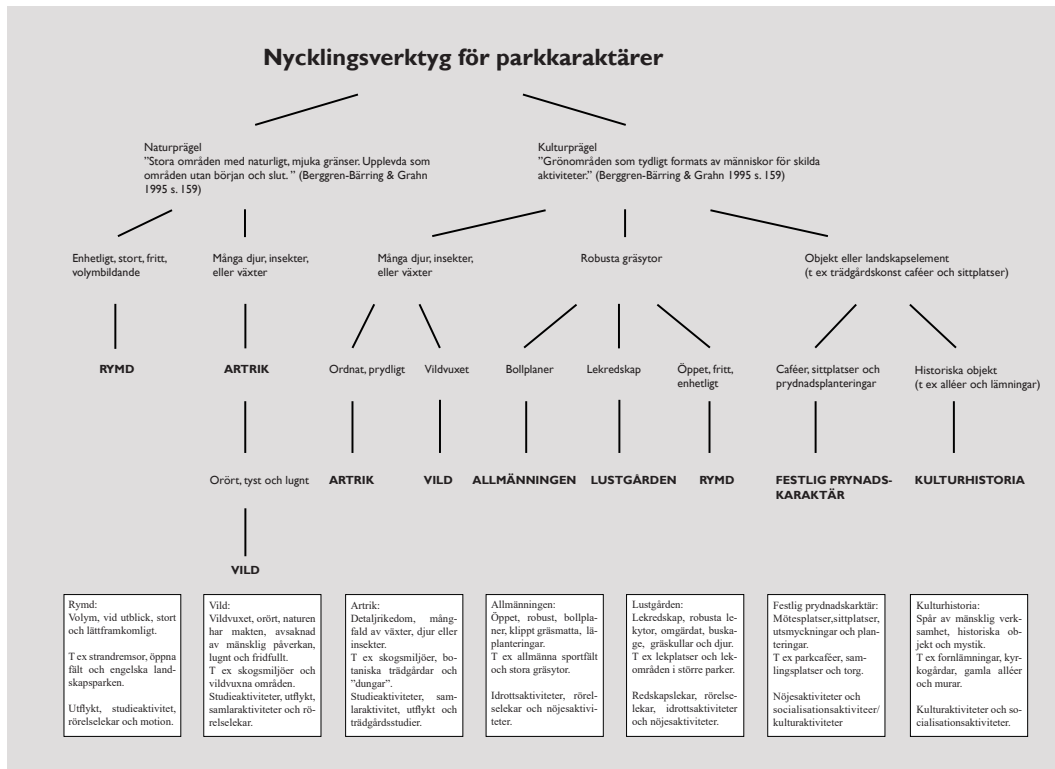 Nycklingsverktyg för parkkaraktärer
Naturprägel
”Stora områden med naturligt, mjuka gränser. Upplevda som
områden utan början och slut. ” (Berggren-Bärring & Grahn
1995 s. 159)
Kulturprägel
”Grönområden som tydligt formats av människor för skilda
aktiviteter.” (Berggren-Bärring & Grahn 1995 s. 159)
Enhetligt, stort, fritt,
volymbildande
Många djur, insekter,
eller växter
Många djur, insekter,
eller växter
Robusta gräsytor
Objekt eller landskapselement
(t ex trädgårdskonst caféer och sittplatser)
RYMD
ARTRIK
Ordnat, prydligt
Vildvuxet
Bollplaner
Lekredskap
Öppet, fritt,
enhetligt
Caféer, sittplatser och
prydnadsplanteringar
Historiska objekt
(t ex alléer och lämningar)
Orört, tyst och lugnt
ARTRIK
VILD
ALLMÄNNINGEN
LUSTGÅRDEN
RYMD
FESTLIG PRYNADS-
KARAKTÄR
KULTURHISTORIA
VILD
Rymd:
Volym, vid utblick, stort
och lättframkomligt.
T ex strandremsor, öppna
fält och engelska land-
skapsparken.
Utflykt, studieaktivitet,
rörelselekar och motion.
Vild:
Vildvuxet, orört, naturen
har makten, avsaknad
av mänsklig påverkan,
lugnt och fridfullt.
T ex skogsmiljöer och
vildvuxna områden.
Studieaktiviteter, utflykt,
samlaraktiviteter och rö-
relselekar.
Artrik:
Detaljrikedom, mång-
fald av växter, djur eller
insekter.
T ex skogsmiljöer, bo-
taniska trädgårdar och
”dungar”.
Studieaktiviteter, sam-
laraktivitet, utflykt och
trädgårdsstudier.
Allmänningen:
Öppet, robust, bollpla-
ner, klippt gräsmatta, lä-
planteringar.
T ex allmänna sportfält
och stora gräsytor.
Idrottsaktiviteter, rörel-
selekar och nöjesaktivi-
teter.
Lustgården:
Lekredskap, robusta le-
kytor, omgärdat, buska-
ge, gräskullar och djur.
T ex lekplatser och lek-
områden i större parker.
Redskapslekar, rörelse-
lekar, idrottsaktiviteter
och nöjesaktiviteter.
Festlig prydnadskarktär:
Mötesplatser,sittplatser,
utsmyckningar och plan-
teringar.
T ex parkcaféer, sam-
lingsplatser och torg.
Nöjesaktiviteter och
socialisationsaktiviteer/
kulturaktiviteter
Kulturhistoria:
Spår av mänsklig verk-
samhet, historiska ob-
jekt och mystik.
T ex fornlämningar, kyr-
kogårdar, gamla alléer
och murar.
Kulturaktiviteter och so-
cialisationsaktiviteter.